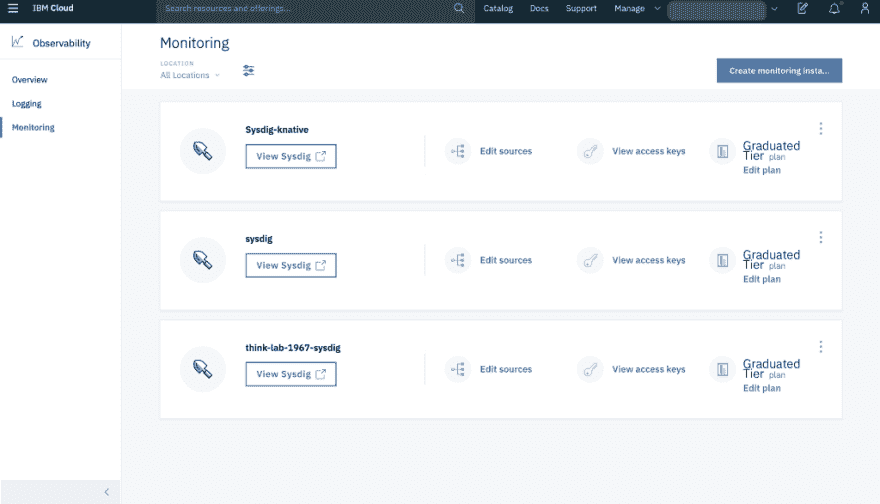 IBM Cloud
Search resources and offerings...
Catalog
Docs
Support
Manage
Observability
Overview
Logging
Monitoring
Monitoring
LOCATION
All Locations
Create monitoring insta...
Sysdig-knative
View Sysdig
Edit sources
View access keys
Graduated
Tier plan
Edit plan
sysdig
View Sysdig
Edit sources
View access keys
Graduated
Tier plan
Edit plan
think-lab-1967-sysdig
View Sysdig
Edit sources
View access keys
Graduated
Tier plan
Edit plan